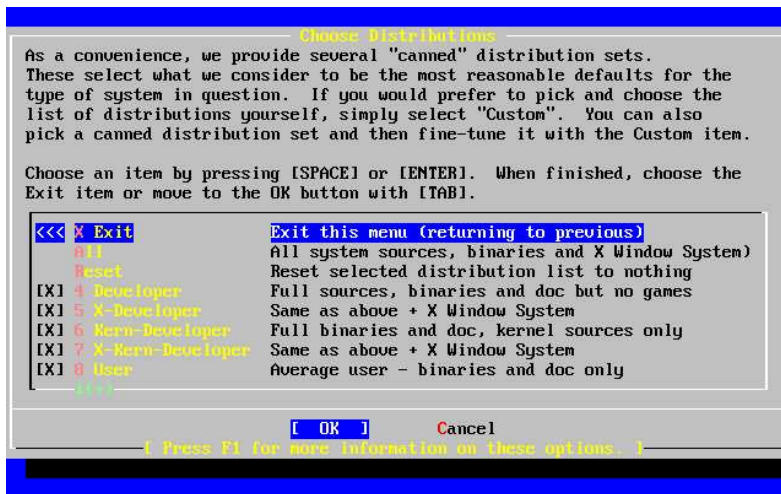 Choose Distributions
As a convenience, we provide several "canned" distribution sets.
These select what we consider to be the most reasonable defaults for the
type of system in question.  If you would prefer to pick and choose the
list of distributions yourself, simply select "Custom".  You can also
pick a canned distribution set and then fine-tune it with the Custom item.
Choose an item by pressing [SPACE] or [ENTER].  When finished, choose the
Exit item or move to the OK button with [TAB].
<<< X Exit Exit this menu (returning to previous)
All All system sources, binaries and X Window System)
Reset Reset selected distribution list to nothing
[X] 4 Developer Full sources, binaries and doc but no games
[X] 5 X-Developer Same as above + X Window System
[X] 6 Kern-Developer Full binaries and doc, kernel sources only
[X] 7 X-Kern-Developer Same as above + X Window System
[X] 8 User Average user - binaries and doc only
[ OK ] Cancel
[ Press F1 for more information on these options. ]